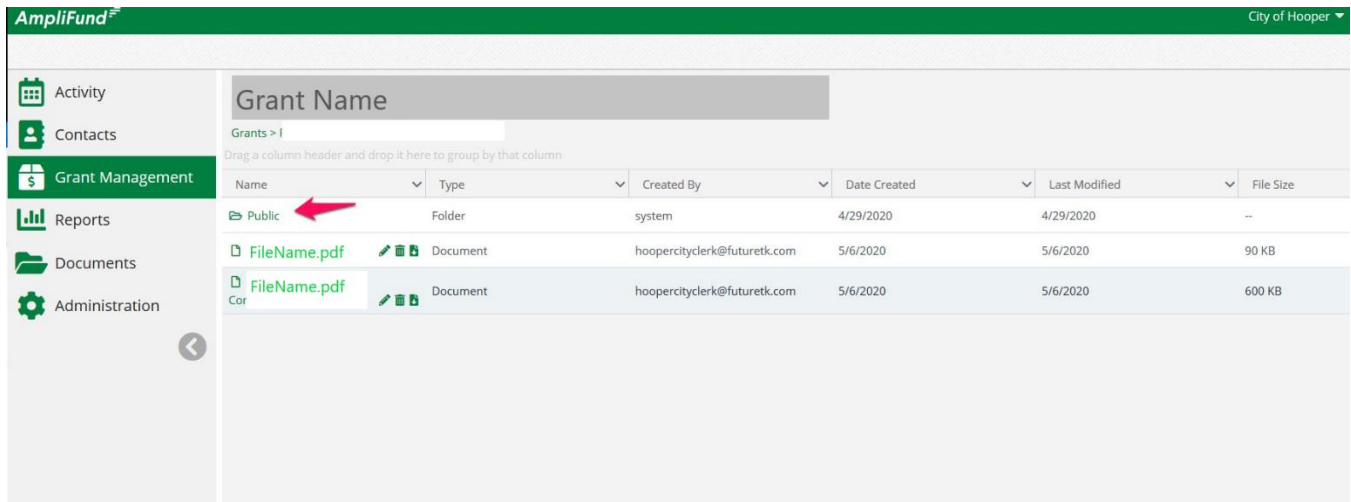 AmpliFund
City of Hooper
Activity
Contacts
Grant Management
Reports
Documents
Administration
Grant Name
Grants >
Drag a column header and drop it here to group by that column
Name Type Created By Date Created Last Modified File Size
Public Folder system 4/29/2020 4/29/2020 --
FileName.pdf Document hoopercityclerk@futuretk.com 5/6/2020 5/6/2020 90 KB
FileName.pdf Document hoopercityclerk@futuretk.com 5/6/2020 5/6/2020 600 KB